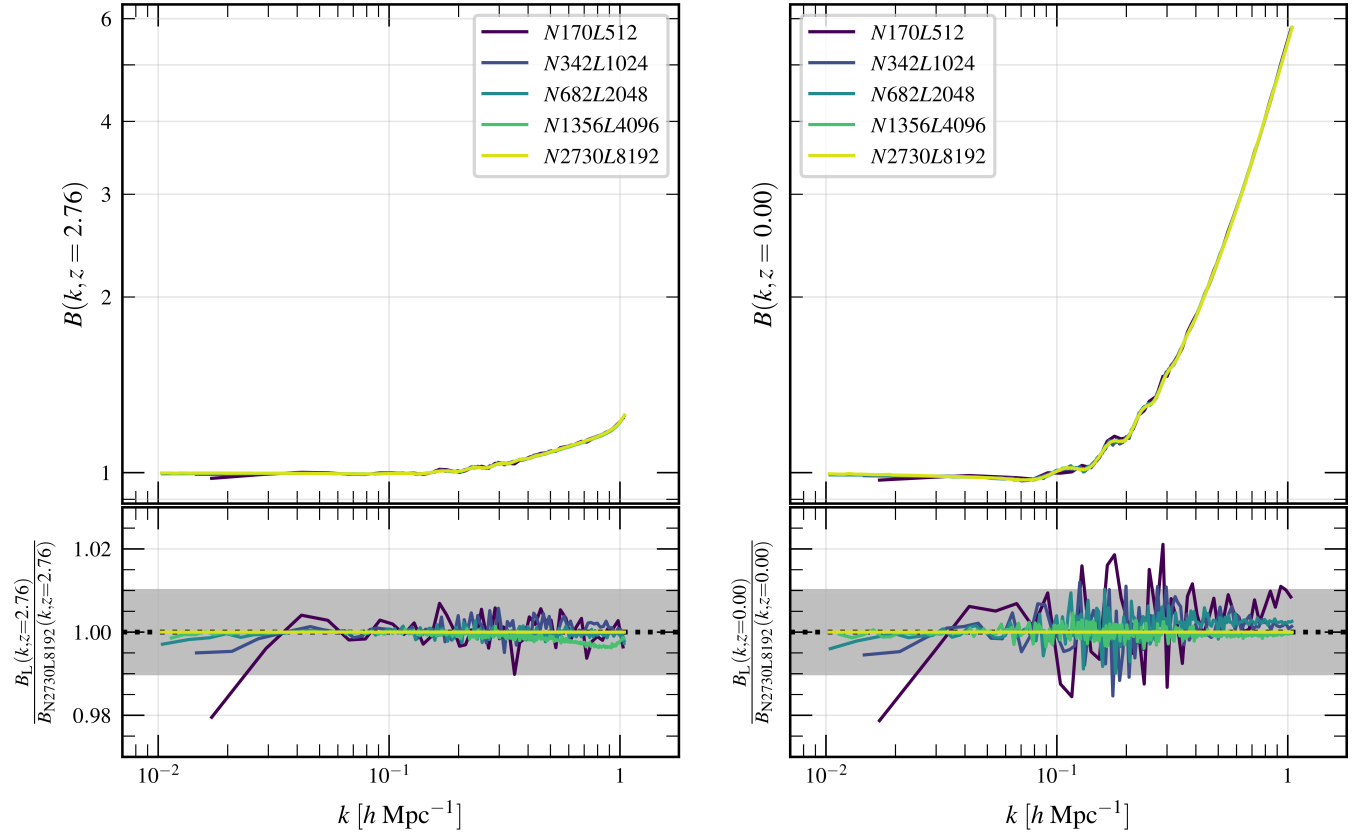 6
4
3
2
1
B(k, z = 2.76)
N170L512
N342L1024
N682L2048
N1356L4096
N2730L8192
B(k, z = 0.00)
N170L512
N342L1024
N682L2048
N1356L4096
N2730L8192
1
1.02
1.00
0.98
B_L(k,z=2.76)
B_N2730L8192(k,z=2.76)
10⁻²
10⁻¹
1
k [h Mpc⁻¹]
B_L(k,z=0.00)
B_N2730L8192(k,z=0.00)
10⁻²
10⁻¹
1
k [h Mpc⁻¹]